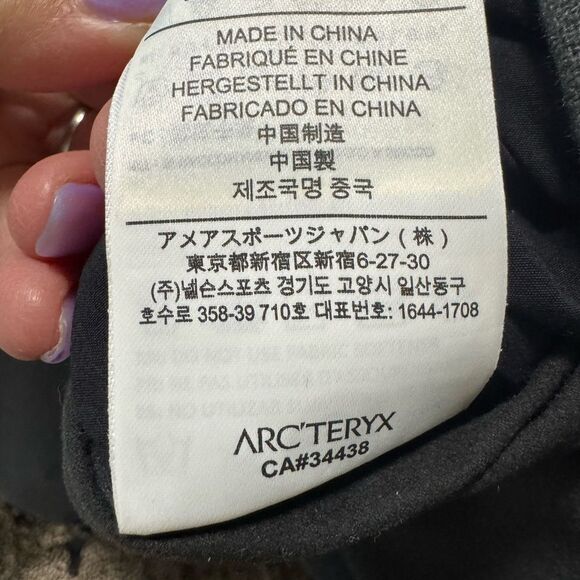 MADE IN CHINA
FABRIQUÉ EN CHINE
HERGESTELLT IN CHINA
FABRICADO EN CHINA
中国制造
中国製
제조국명 중국
アメアスポーツジャパン (株)
東京都新宿区新宿6-27-30
(주)넬슨스포츠 경기도 고양시 일산동구
호수로 358-39 710호 대표번호: 1644-1708
ARC'TERYX
CA#34438